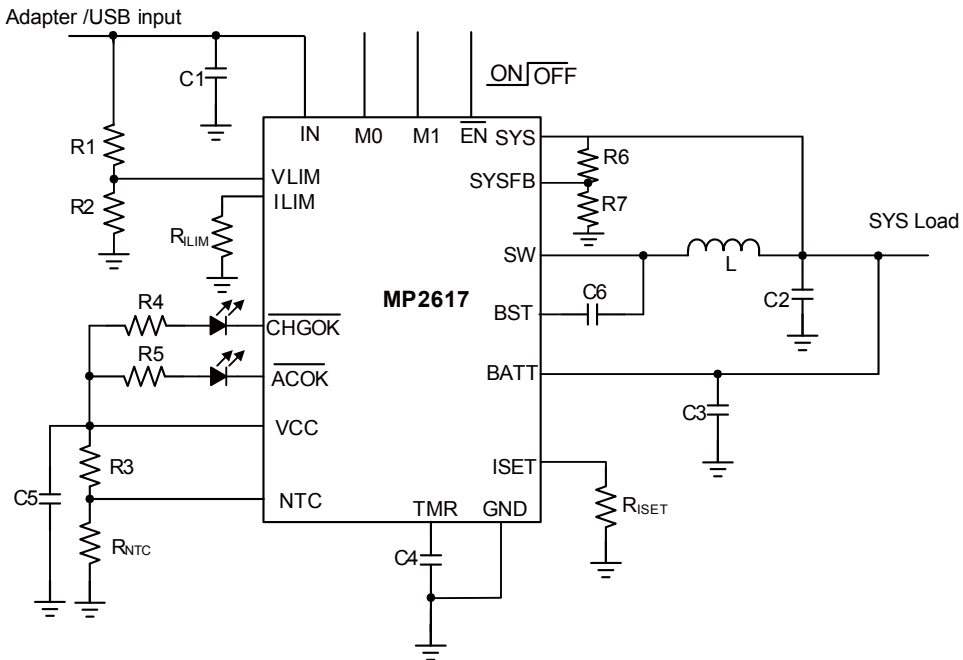 Adapter /USB input
C1
ON OFF
IN
M0
M1
EN
SYS
R1
R6
VLIM
SYSFB
ILIM
R2
R7
SYS Load
RILIM
SW
L
MP2617
C6
C2
R4
BST
CHGOK
R5
ACOK
BATT
C3
VCC
R3
ISET
C5
NTC
TMR
GND
RISET
RNTC
C4